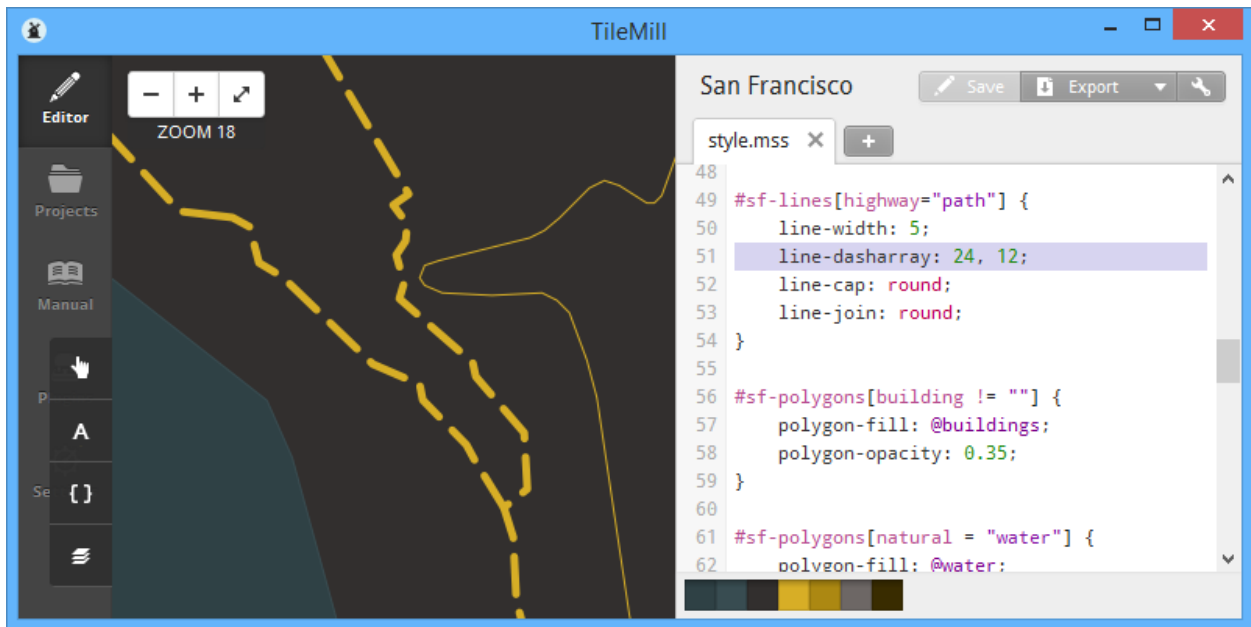 TileMill
Editor
Projects
Manual
P
Se
ZOOM 18
A
{ }
San Francisco
Save
Export
style.mss
48
49 #sf-lines[highway="path"] {
50     line-width: 5;
51     line-dasharray: 24, 12;
52     line-cap: round;
53     line-join: round;
54 }
55
56 #sf-polygons[building != ""] {
57     polygon-fill: @buildings;
58     polygon-opacity: 0.35;
59 }
60
61 #sf-polygons[natural = "water"] {
62     polygon-fill: @water;